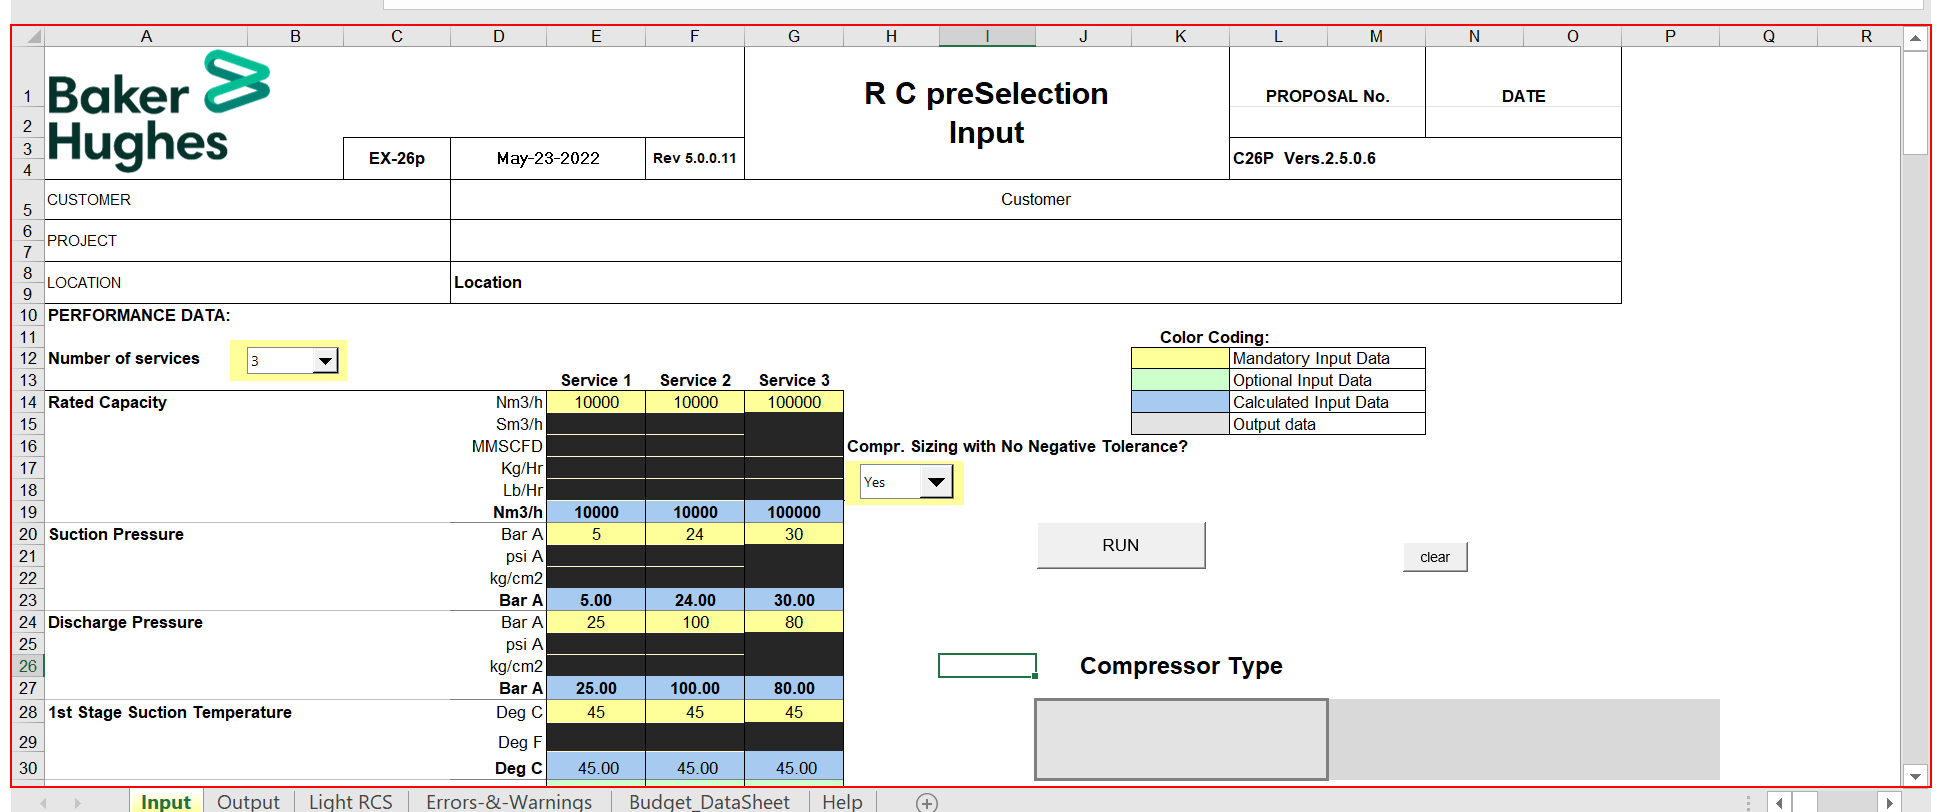 A B C D E F G H I J K L M N O P Q R
1 Baker R C preSelection PROPOSAL No. DATE
2 Hughes Input
3 EX-26p May-23-2022 Rev 5.0.0.11 C26P Vers.2.5.0.6
4
5 CUSTOMER Customer
6
7 PROJECT
8 LOCATION Location
9
10 PERFORMANCE DATA:
11 Color Coding:
12 Number of services 3 Mandatory Input Data
13 Service 1 Service 2 Service 3 Optional Input Data
14 Rated Capacity Nm3/h 10000 10000 100000 Calculated Input Data
15 Sm3/h Output data
16 MMSCFD Compr. Sizing with No Negative Tolerance?
17 Kg/Hr
18 Lb/Hr Yes
19 Nm3/h 10000 10000 100000
20 Suction Pressure Bar A 5 24 30 RUN
21 psi A clear
22 kg/cm2
23 Bar A 5.00 24.00 30.00
24 Discharge Pressure Bar A 25 100 80
25 psi A
26 kg/cm2 Compressor Type
27 Bar A 25.00 100.00 80.00
28 1st Stage Suction Temperature Deg C 45 45 45
29 Deg F
30 Deg C 45.00 45.00 45.00
Input Output Light RCS Errors-&-Warnings Budget_DataSheet Help